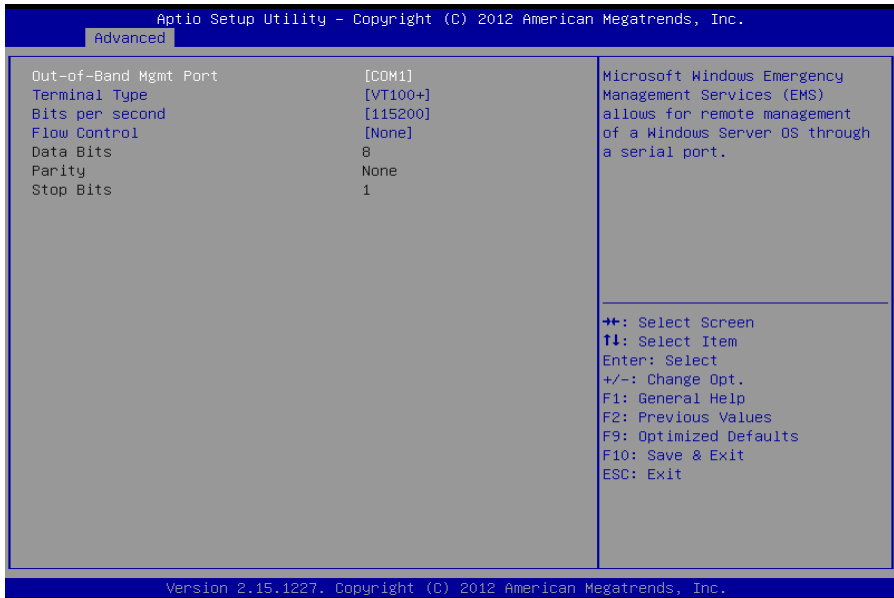 Aptio Setup Utility - Copyright (C) 2012 American Megatrends, Inc.
Advanced
Out-of-Band Mgmt Port [COM1]
Terminal Type [VT100+]
Bits per second [115200]
Flow Control [None]
Data Bits 8
Parity None
Stop Bits 1
Microsoft Windows Emergency
Management Services (EMS)
allows for remote management
of a Windows Server OS through
a serial port.
→←: Select Screen
↑↓: Select Item
Enter: Select
+/-: Change Opt.
F1: General Help
F2: Previous Values
F9: Optimized Defaults
F10: Save & Exit
ESC: Exit
Version 2.15.1227. Copyright (C) 2012 American Megatrends, Inc.